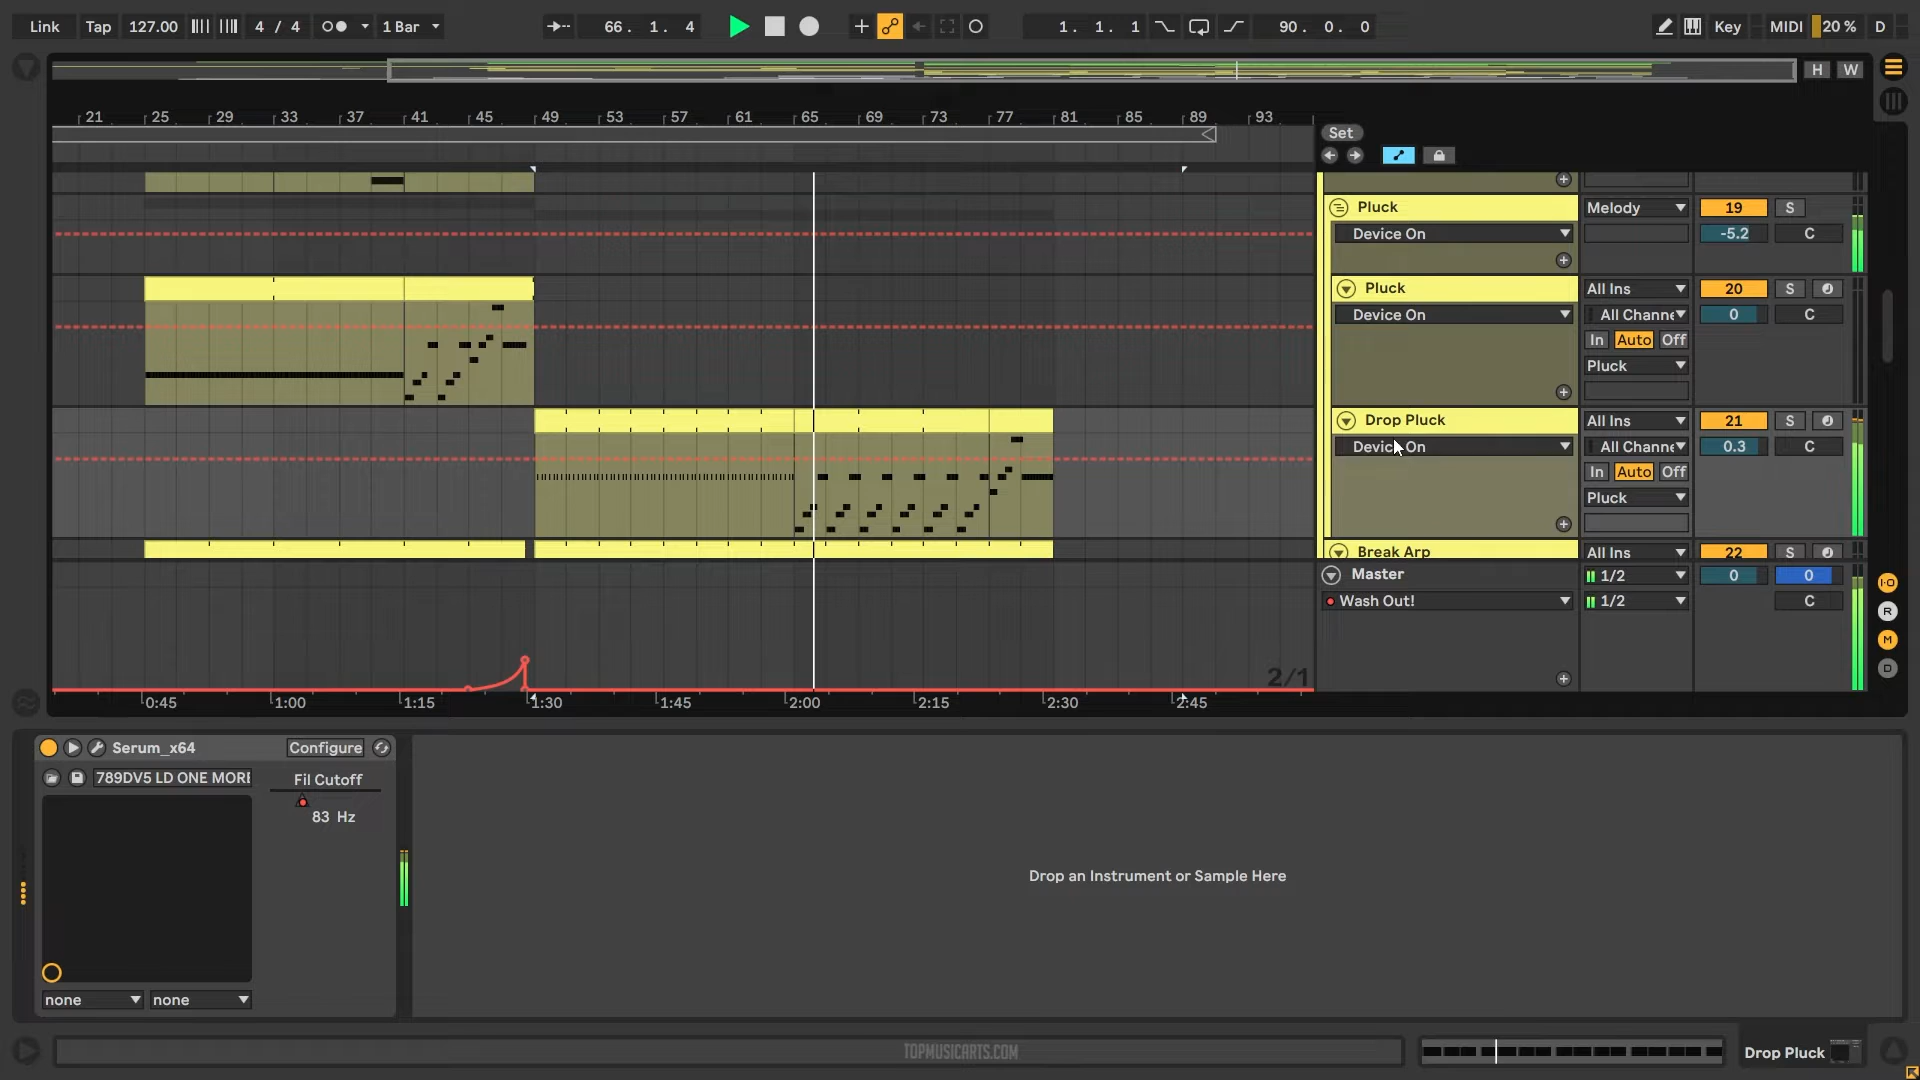 Link Tap 127.00 4 / 4 1 Bar 66. 1. 4 1. 1. 1 90. 0. 0 Key MIDI 20 % D
H W
21 25 29 33 37 41 45 49 53 57 61 65 69 73 77 81 85 89 93
Set
Pluck Melody 19 S
Device On -5.2 C
Pluck All Ins 20 S
Device On All Channe 0 C
In Auto Off
Pluck
Drop Pluck All Ins 21 S
Device On All Channe 0.3 C
In Auto Off
Pluck
Break Arp All Ins 22 S
Master 1/2 0 0
Wash Out! 1/2 C
I·O
R
M
D
2/1
0:45 1:00 1:15 1:30 1:45 2:00 2:15 2:30 2:45
Serum_x64 Configure
789DV5 LD ONE MORE
Fil Cutoff
83 Hz
Drop an Instrument or Sample Here
none none
TOPMUSICARTS.COM
Drop Pluck